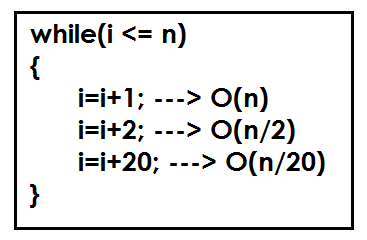 while(i <= n)
{
i=i+1; ---> O(n)
i=i+2; ---> O(n/2)
i=i+20; ---> O(n/20)
}